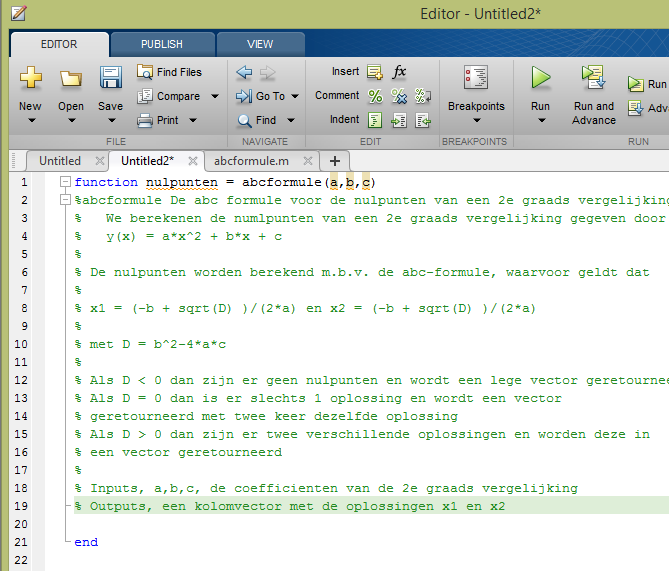 Editor - Untitled2*
EDITOR PUBLISH VIEW
New Open Save Find Files Compare Print
FILE
Go To Find
NAVIGATE
Insert fx
Comment
Indent
EDIT
Breakpoints
BREAKPOINTS
Run Run and Advance Run
RUN
Untitled Untitled2* abcformule.m +
1 function nulpunten = abcformule(a,b,c)
2 %abcformule De abc formule voor de nulpunten van een 2e graads vergelijking
3 % We berekenen de numlpunten van een 2e graads vergelijking gegeven door
4 % y(x) = a*x^2 + b*x + c
5 %
6 % De nulpunten worden berekend m.b.v. de abc-formule, waarvoor geldt dat
7 %
8 % x1 = (-b + sqrt(D) )/(2*a) en x2 = (-b + sqrt(D) )/(2*a)
9 %
10 % met D = b^2-4*a*c
11 %
12 % Als D < 0 dan zijn er geen nulpunten en wordt een lege vector geretournee
13 % Als D = 0 dan is er slechts 1 oplossing en wordt een vector
14 % geretourneerd met twee keer dezelfde oplossing
15 % Als D > 0 dan zijn er twee verschillende oplossingen en worden deze in
16 % een vector geretourneerd
17 %
18 % Inputs, a,b,c, de coefficienten van de 2e graads vergelijking
19 % Outputs, een kolomvector met de oplossingen x1 en x2
20
21 end
22